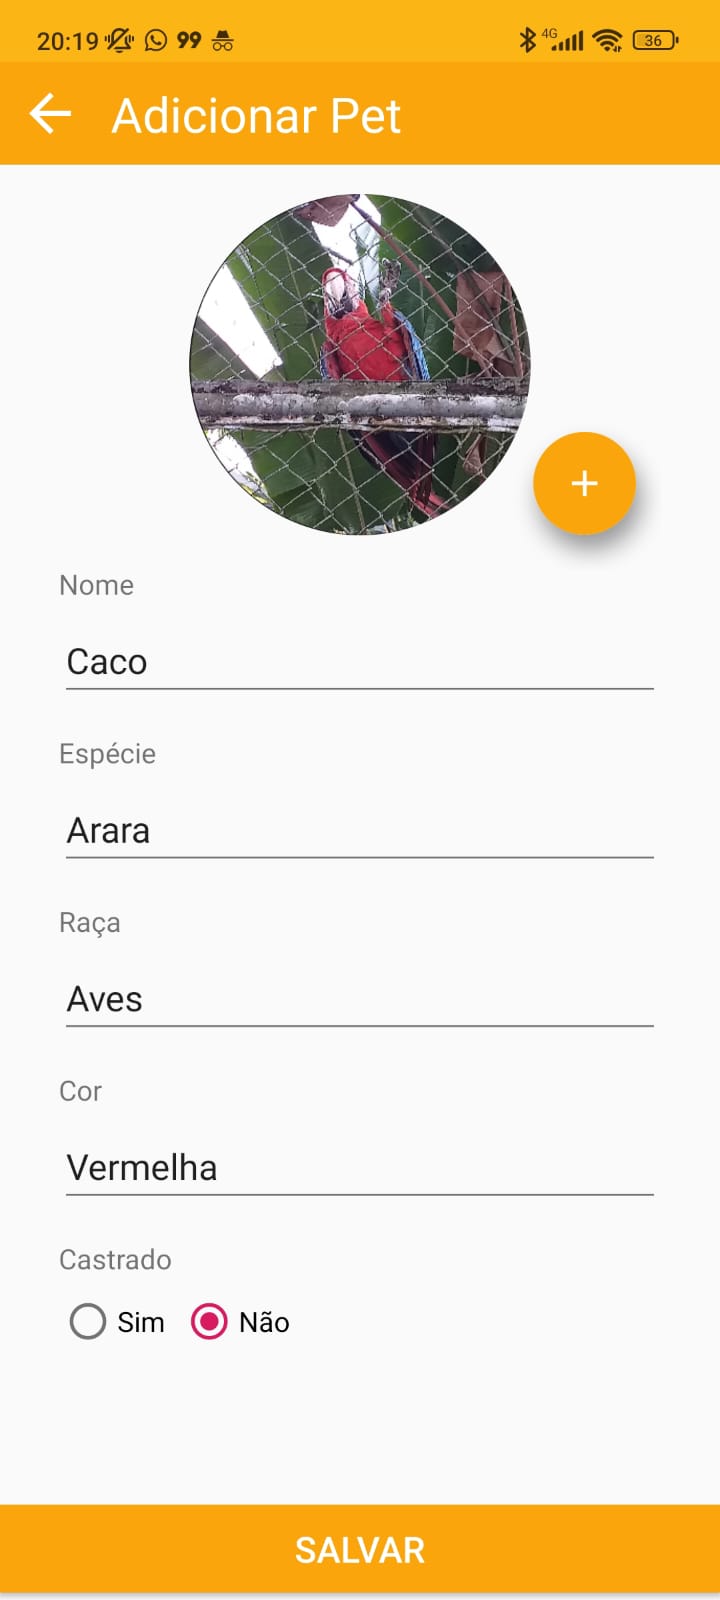 20:19 99 4G 36
Adicionar Pet
+
Nome
Caco
Espécie
Arara
Raça
Aves
Cor
Vermelha
Castrado
Sim Não
SALVAR